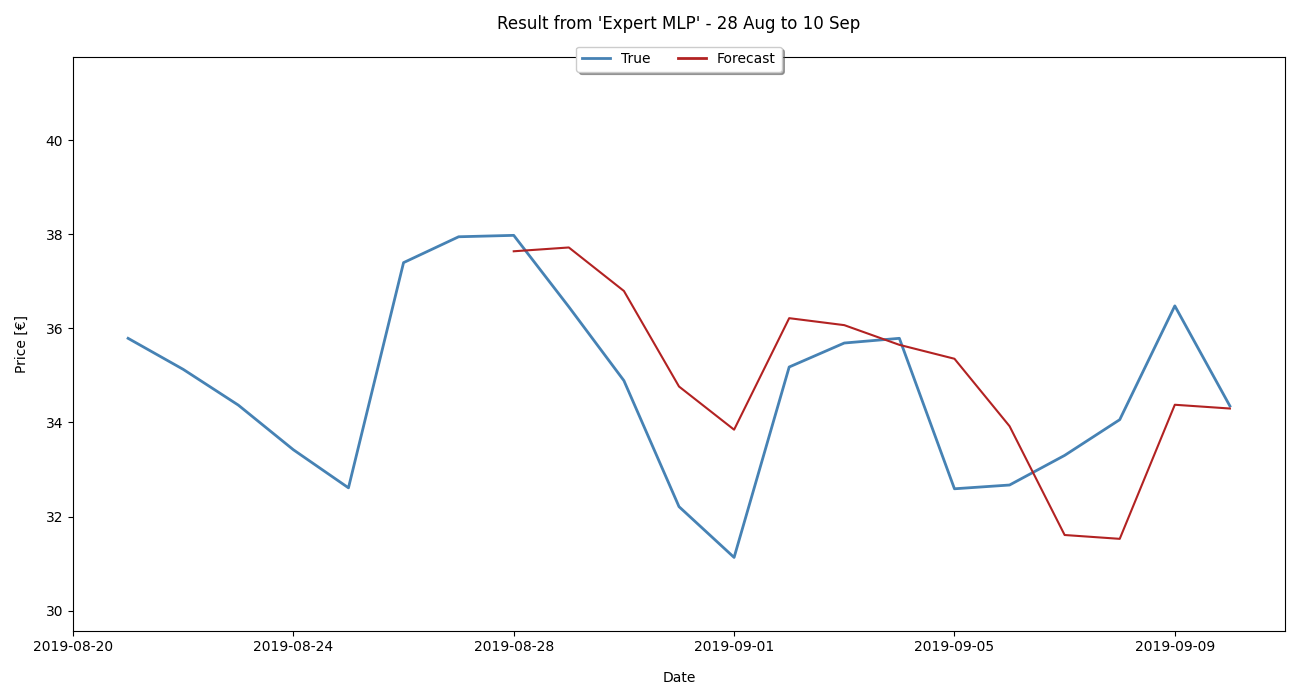 Result from 'Expert MLP' - 28 Aug to 10 Sep
True Forecast
Price [€]
40
38
36
34
32
30
2019-08-20 2019-08-24 2019-08-28 2019-09-01 2019-09-05 2019-09-09
Date